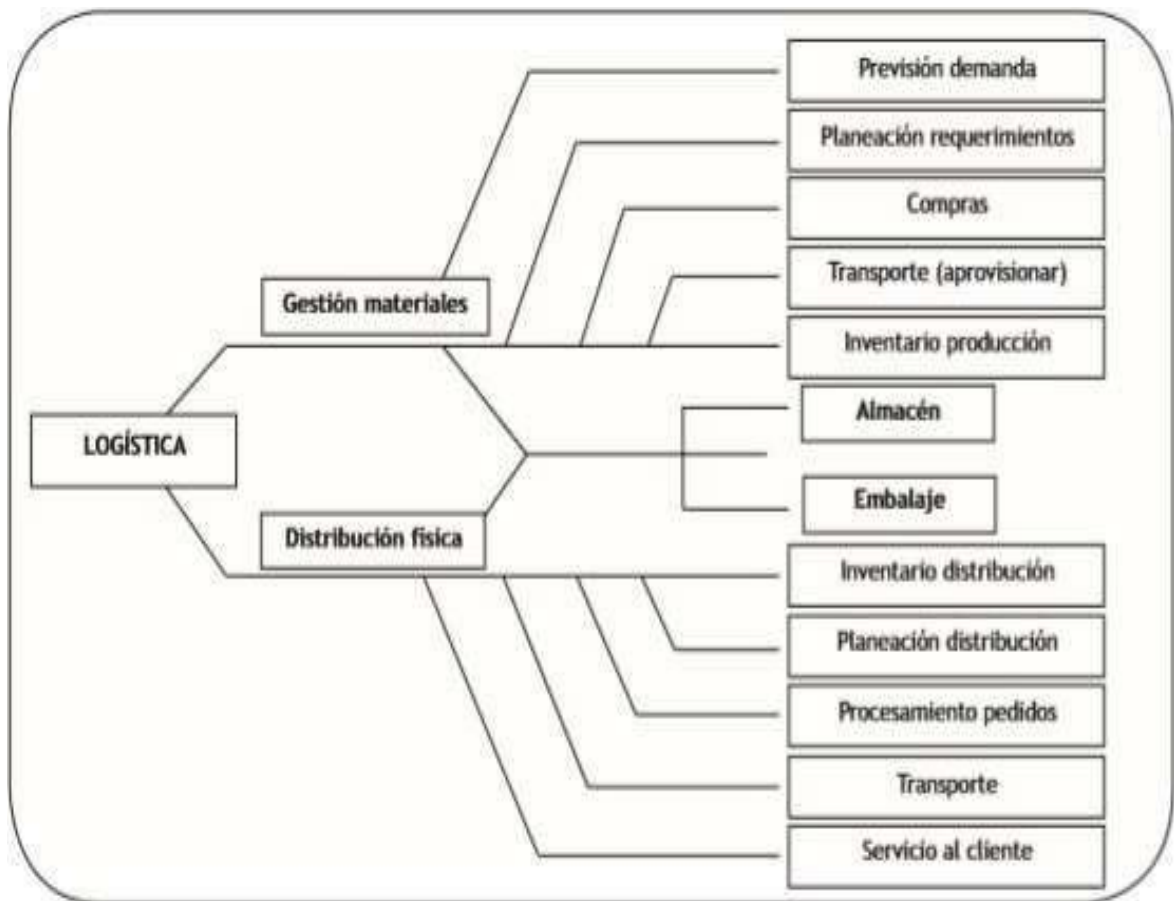 Previsión demanda
Planeación requerimientos
Compras
Transporte (aprovisionar)
Gestión materiales
Inventario producción
Almacén
LOGÍSTICA
Embalaje
Distribución física
Inventario distribución
Planeación distribución
Procesamiento pedidos
Transporte
Servicio al cliente